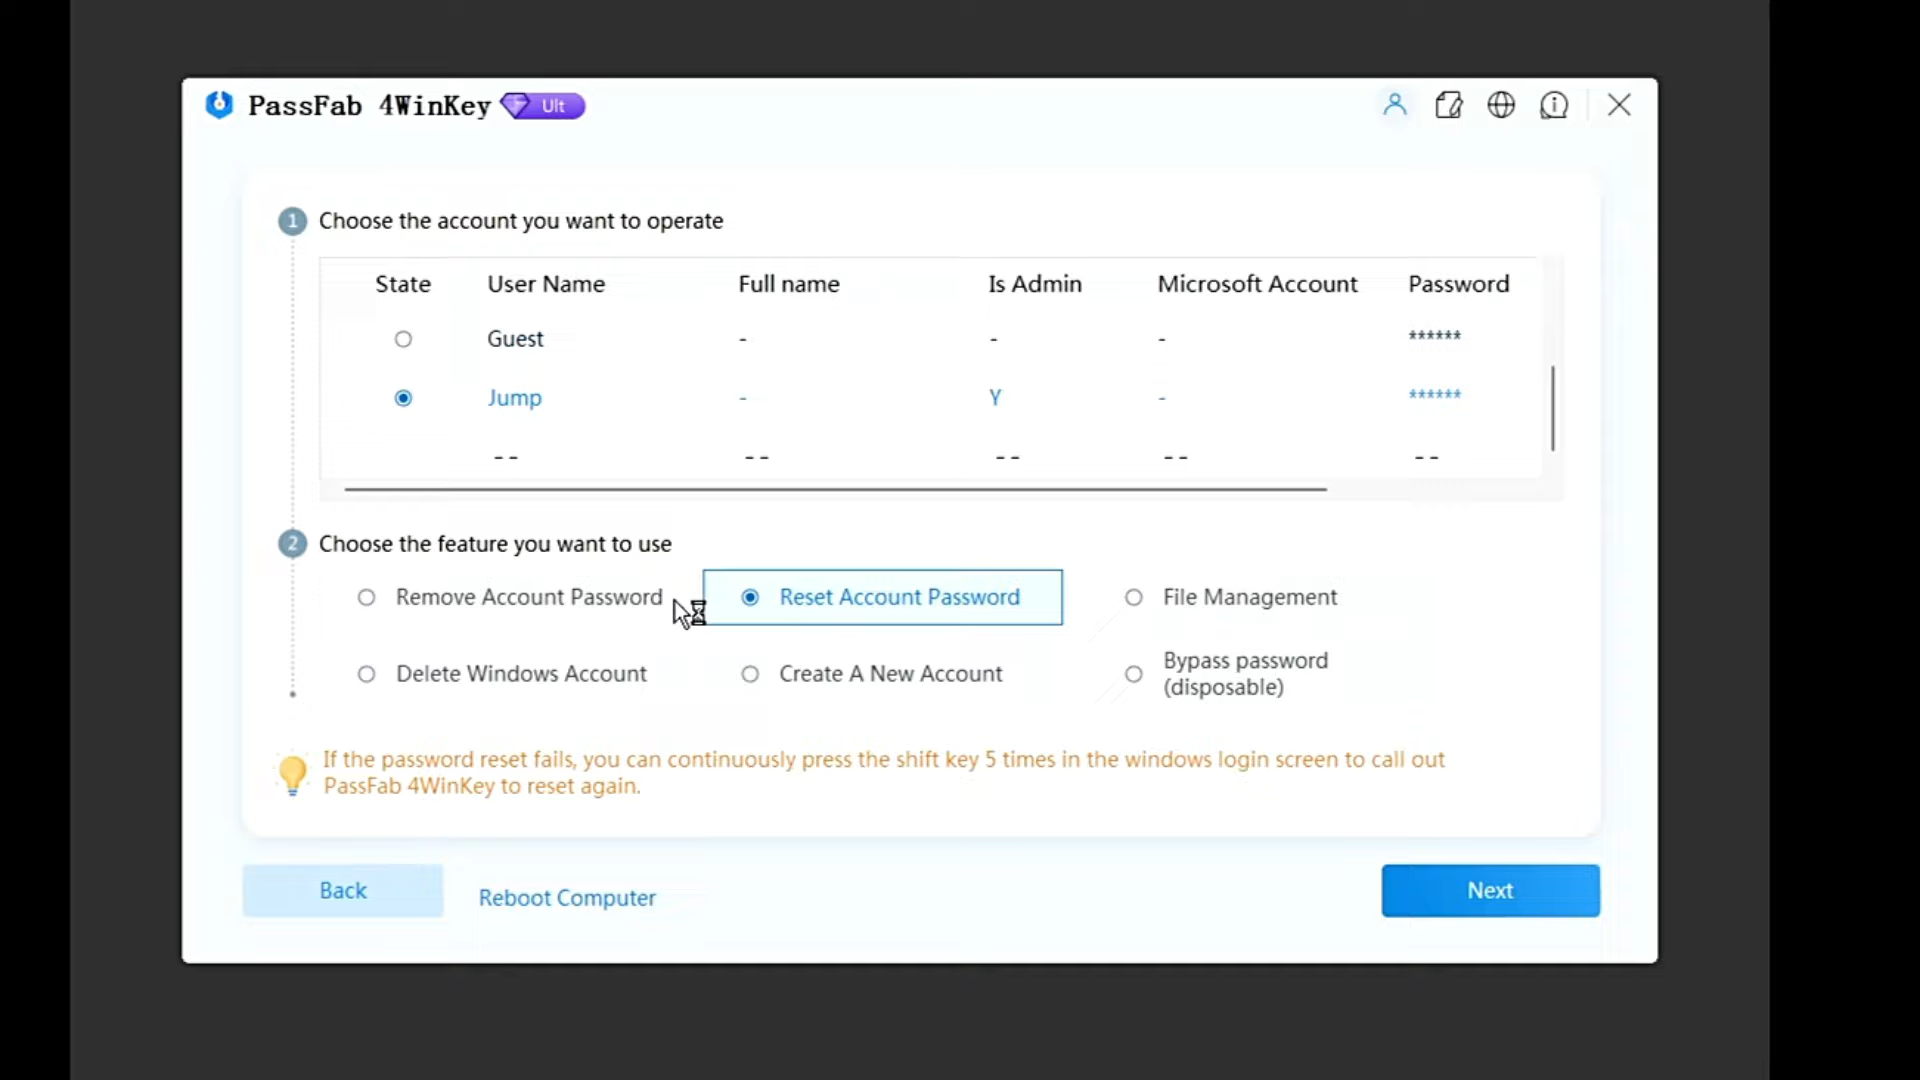 PassFab 4WinKey Ult
1 Choose the account you want to operate
State User Name Full name Is Admin Microsoft Account Password
Guest - - - ******
Jump - Y - ******
-- -- -- -- --
2 Choose the feature you want to use
Remove Account Password Reset Account Password File Management
Delete Windows Account Create A New Account Bypass password
(disposable)
If the password reset fails, you can continuously press the shift key 5 times in the windows login screen to call out
PassFab 4WinKey to reset again.
Back Reboot Computer Next